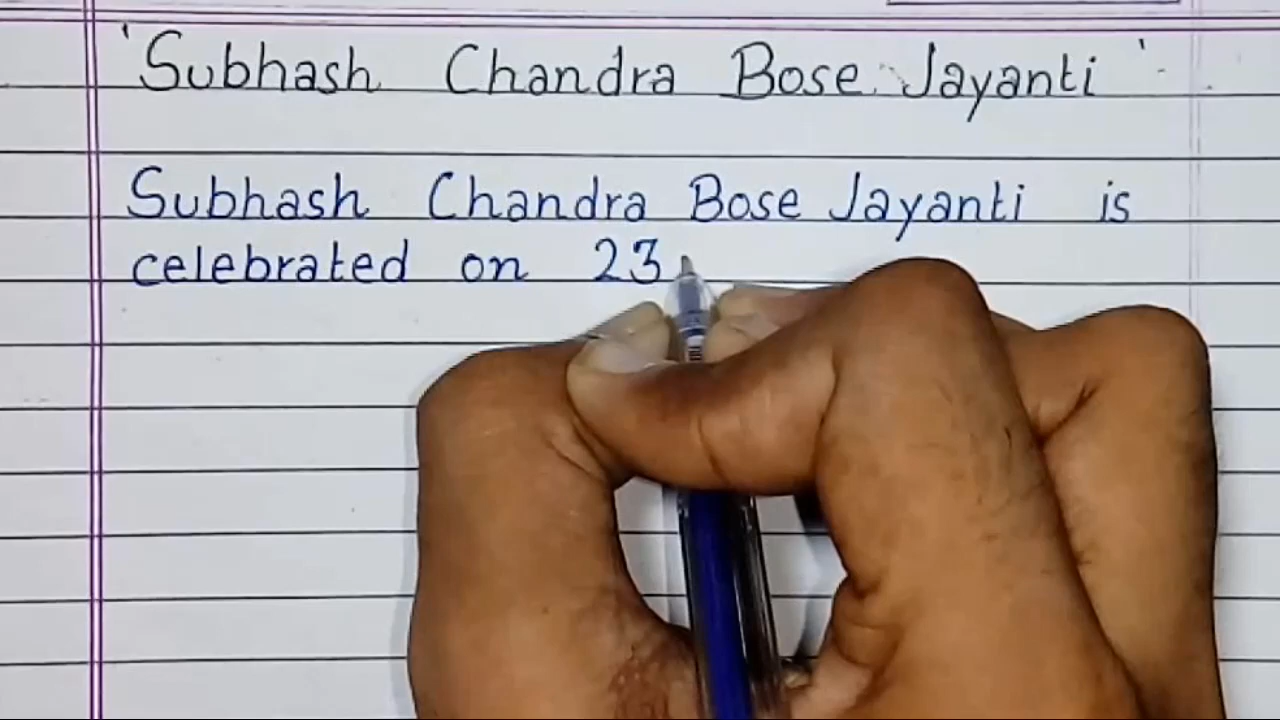 'Subhash Chandra Bose Jayanti'
Subhash Chandra Bose Jayanti is
celebrated on 23